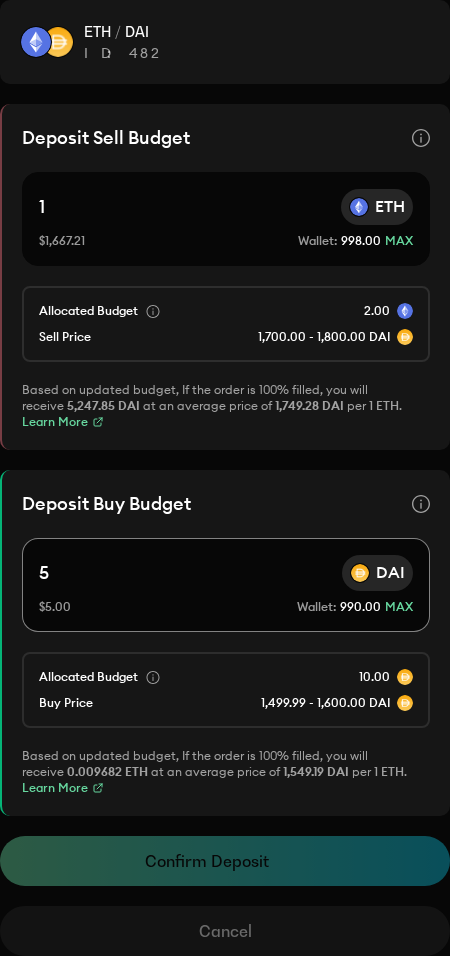 ETH / DAI
ID 482
Deposit Sell Budget
1
ETH
$1,667.21
Wallet: 998.00 MAX
Allocated Budget
2.00
Sell Price
1,700.00 - 1,800.00 DAI
Based on updated budget, If the order is 100% filled, you will
receive 5,247.85 DAI at an average price of 1,749.28 DAI per 1 ETH.
Learn More
Deposit Buy Budget
5
DAI
$5.00
Wallet: 990.00 MAX
Allocated Budget
10.00
Buy Price
1,499.99 - 1,600.00 DAI
Based on updated budget, If the order is 100% filled, you will
receive 0.009682 ETH at an average price of 1,549.19 DAI per 1 ETH.
Learn More
Confirm Deposit
Cancel